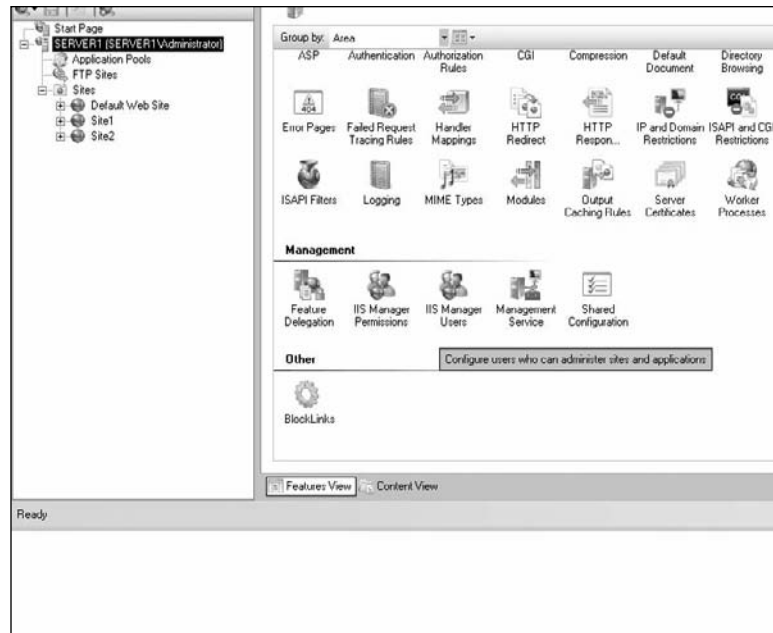 Start Page
SERVER1 (SERVER1\Administrator)
Application Pools
FTP Sites
Sites
Default Web Site
Site1
Site2
Group by: Area
ASP
Authentication
Authorization Rules
CGI
Compression
Default Document
Directory Browsing
404
Error Pages
Failed Request Tracing Rules
Handler Mappings
HTTP Redirect
HTTP Respon...
IP and Domain Restrictions
ISAPI and CGI Restrictions
ISAPI Filters
Logging
MIME Types
Modules
Output Caching Rules
Server Certificates
Worker Processes
Management
Feature Delegation
IIS Manager Permissions
IIS Manager Users
Management Service
Shared Configuration
Other
Configure users who can administer sites and applications
BlockLinks
Features View
Content View
Ready